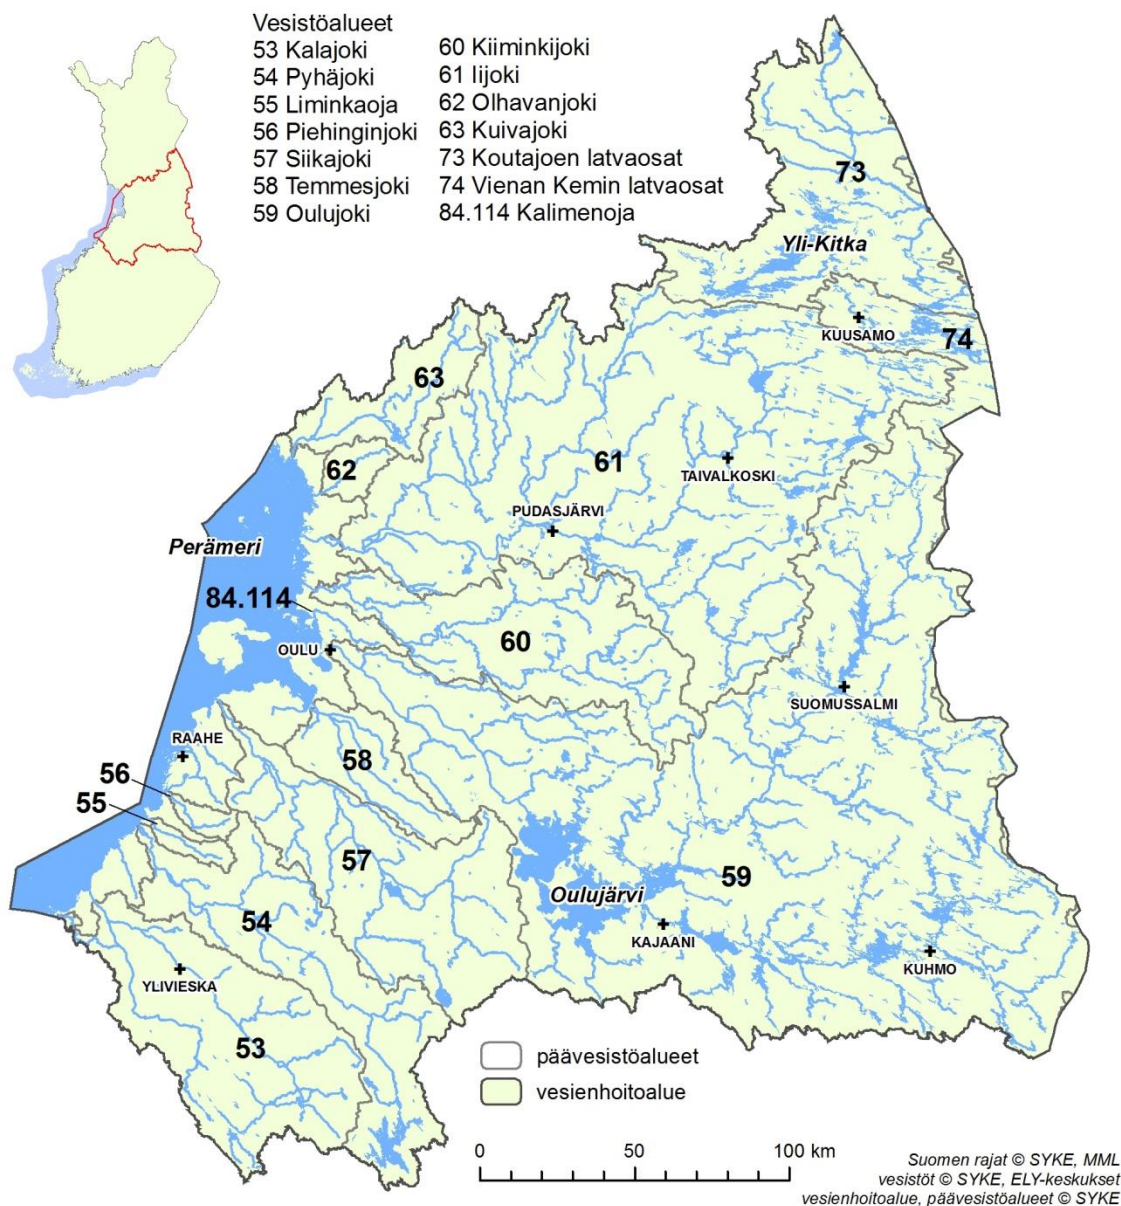 Vesistöalueet
53 Kalajoki
54 Pyhäjoki
55 Liminkaoja
56 Piehinginjoki
57 Siikajoki
58 Temmesjoki
59 Oulujoki
60 Kiiminkijoki
61 Iijoki
62 Olhavanjoki
63 Kuivajoki
73 Koutajoen latvaosat
74 Vienan Kemin latvaosat
84.114 Kalimenoja
73
Yli-Kitka
KUUSAMO
74
63
62
61
TAIVALKOSKI
PUDASJÄRVI
Perämeri
84.114
OULU
60
SUOMUSSALMI
RAAHE
58
56
55
57
59
Oulujärvi
54
KAJAANI
KUHMO
YLIVIESKA
53
päävesistöalueet
vesienhoitoalue
0 50 100 km
Suomen rajat © SYKE, MML
vesistöt © SYKE, ELY-keskukset
vesienhoitoalue, päävesistöalueet © SYKE